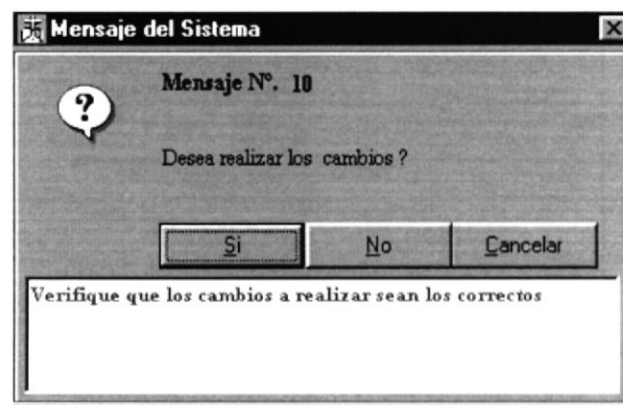 Mensaje del Sistema
Mensaje Nº. 10
Desea realizar los cambios ?
Si No Cancelar
Verifique que los cambios a realizar sean los correctos